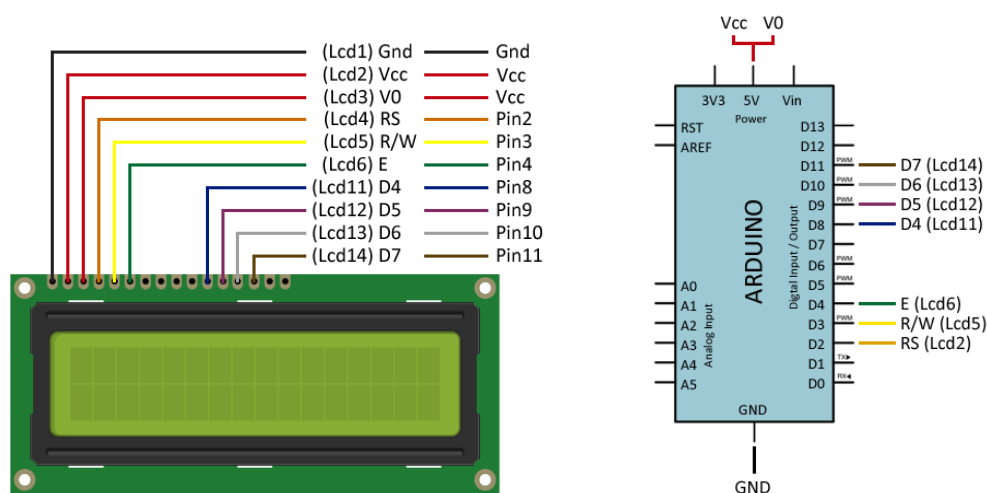 (Lcd1) Gnd Gnd
(Lcd2) Vcc Vcc
(Lcd3) V0 Vcc
(Lcd4) RS Pin2
(Lcd5) R/W Pin3
(Lcd6) E Pin4
(Lcd11) D4 Pin8
(Lcd12) D5 Pin9
(Lcd13) D6 Pin10
(Lcd14) D7 Pin11
Vcc V0
3V3 5V Vin
Power
RST D13
AREF D12
D11 PWM D7 (Lcd14)
D10 PWM D6 (Lcd13)
D9 PWM D5 (Lcd12)
D8 D4 (Lcd11)
D7
D6 PWM
A0 D5 PWM
A1 D4 E (Lcd6)
A2 D3 PWM R/W (Lcd5)
A3 D2 RS (Lcd2)
A4 D1 TX▶
A5 D0 RX◀
Analog Input
ARDUINO
Digtal Input / Output
GND
GND